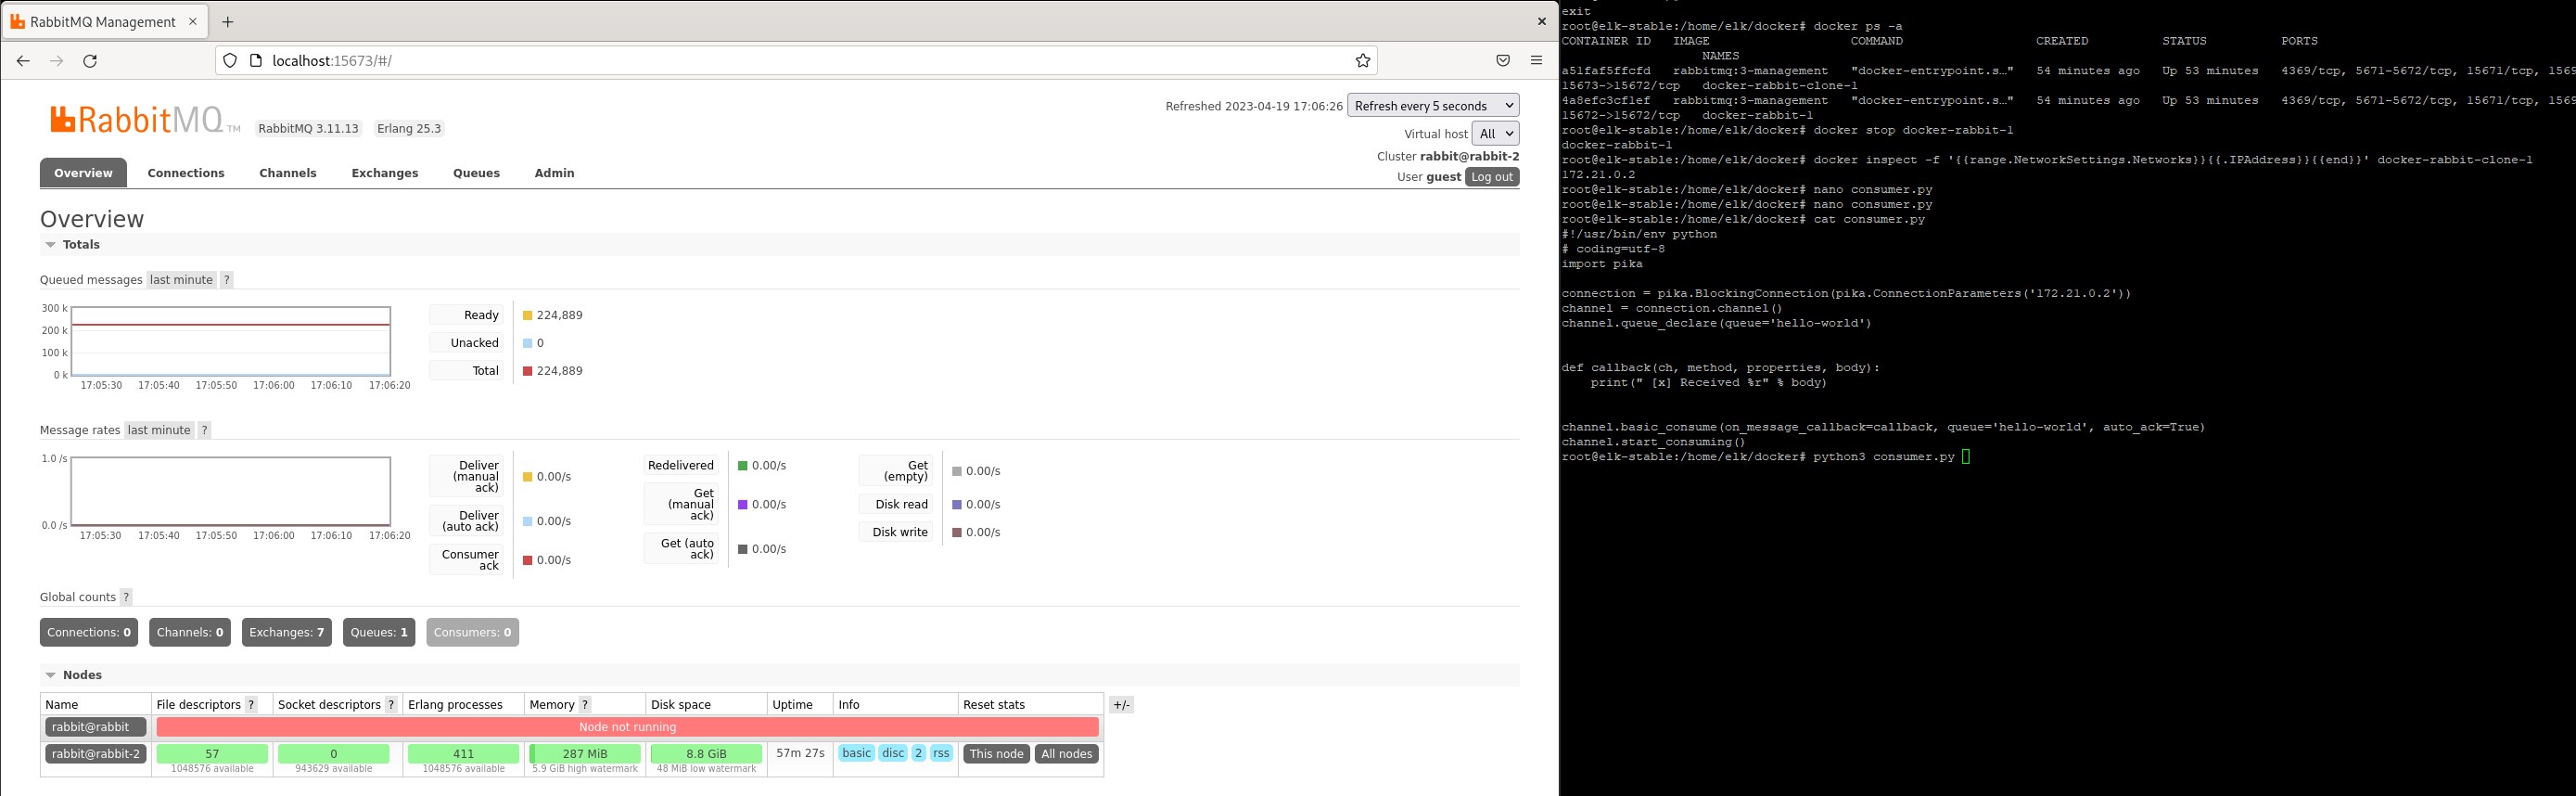 RabbitMQ Management
localhost:15673/#/
RabbitMQ TM
RabbitMQ 3.11.13 Erlang 25.3
Refreshed 2023-04-19 17:06:26 Refresh every 5 seconds
Virtual host All
Cluster rabbit@rabbit-2
User guest Log out
Overview Connections Channels Exchanges Queues Admin
Overview
Totals
Queued messages last minute ?
300 k
200 k
100 k
0 k
17:05:30 17:05:40 17:05:50 17:06:00 17:06:10 17:06:20
Ready 224,889
Unacked 0
Total 224,889
Message rates last minute ?
1.0 /s
0.0 /s
17:05:30 17:05:40 17:05:50 17:06:00 17:06:10 17:06:20
Deliver
(manual
ack)
0.00/s
Deliver
(auto ack)
0.00/s
Consumer
ack
0.00/s
Redelivered 0.00/s
Get
(manual
ack)
0.00/s
Get (auto
ack)
0.00/s
Get
(empty)
0.00/s
Disk read 0.00/s
Disk write 0.00/s
Global counts ?
Connections: 0 Channels: 0 Exchanges: 7 Queues: 1 Consumers: 0
Nodes
Name File descriptors ? Socket descriptors ? Erlang processes Memory ? Disk space Uptime Info Reset stats +/-
rabbit@rabbit Node not running
rabbit@rabbit-2 57 0 411 287 MiB 8.8 GiB 57m 27s basic disc 2 rss This node All nodes
1048576 available 943629 available 1048576 available 5.9 GiB high watermark 48 MiB low watermark
exit
root@elk-stable:/home/elk/docker# docker ps -a
CONTAINER ID IMAGE COMMAND CREATED STATUS PORTS
NAMES
a51faf5ffcfd rabbitmq:3-management "docker-entrypoint.s…" 54 minutes ago Up 53 minutes 4369/tcp, 5671-5672/tcp, 15671/tcp, 1569
15673->15672/tcp docker-rabbit-clone-1
4a8efc3cf1ef rabbitmq:3-management "docker-entrypoint.s…" 54 minutes ago Up 53 minutes 4369/tcp, 5671-5672/tcp, 15671/tcp, 1569
15672->15672/tcp docker-rabbit-1
root@elk-stable:/home/elk/docker# docker stop docker-rabbit-1
docker-rabbit-1
root@elk-stable:/home/elk/docker# docker inspect -f '{{range.NetworkSettings.Networks}}{{.IPAddress}}{{end}}' docker-rabbit-clone-1
172.21.0.2
root@elk-stable:/home/elk/docker# nano consumer.py
root@elk-stable:/home/elk/docker# nano consumer.py
root@elk-stable:/home/elk/docker# cat consumer.py
#!/usr/bin/env python
# coding=utf-8
import pika
connection = pika.BlockingConnection(pika.ConnectionParameters('172.21.0.2'))
channel = connection.channel()
channel.queue_declare(queue='hello-world')
def callback(ch, method, properties, body):
print(" [x] Received %r" % body)
channel.basic_consume(on_message_callback=callback, queue='hello-world', auto_ack=True)
channel.start_consuming()
root@elk-stable:/home/elk/docker# python3 consumer.py